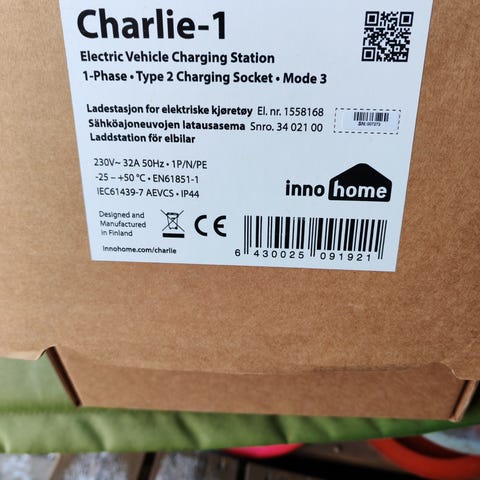 Charlie-1
Electric Vehicle Charging Station
1-Phase • Type 2 Charging Socket • Mode 3
Ladestasjon for elektriske kjøretøy El. nr. 1558168
Sähköajoneuvojen latausasema Snro. 34 021 00
Laddstation för elbilar
230V~ 32A 50Hz • 1P/N/PE
-25 – +50 °C • EN61851-1
IEC61439-7 AEVCS • IP44
inno home
Designed and
Manufactured
in Finland
CE
innohome.com/charlie
6 430025 091921